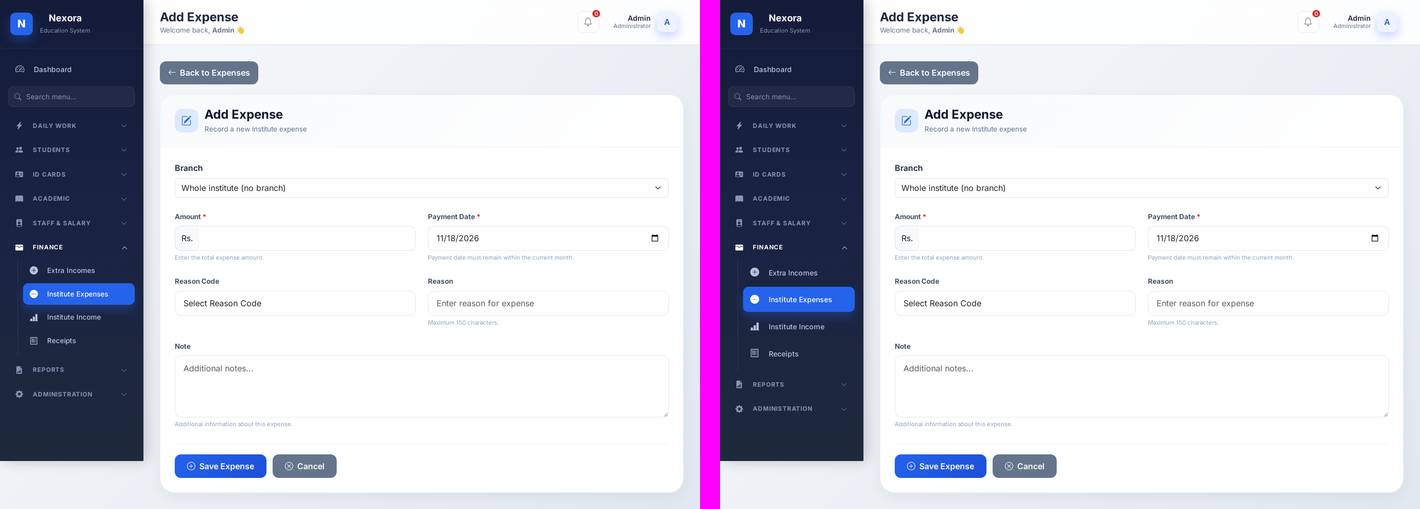 N
Nexora
Education System
Dashboard
Search menu...
DAILY WORK
STUDENTS
ID CARDS
ACADEMIC
STAFF & SALARY
FINANCE
Extra Incomes
Institute Expenses
Institute Income
Receipts
REPORTS
ADMINISTRATION
Add Expense
Welcome back, Admin 👋
0
Admin
Administrator
A
← Back to Expenses
Add Expense
Record a new institute expense
Branch
Whole institute (no branch)
Amount *
Payment Date *
Rs.
11/18/2026
Enter the total expense amount.
Payment date must remain within the current month.
Reason Code
Reason
Select Reason Code
Enter reason for expense
Maximum 150 characters.
Note
Additional notes...
Additional information about this expense.
Save Expense
Cancel
N
Nexora
Education System
Dashboard
Search menu...
DAILY WORK
STUDENTS
ID CARDS
ACADEMIC
STAFF & SALARY
FINANCE
Extra Incomes
Institute Expenses
Institute Income
Receipts
REPORTS
ADMINISTRATION
Add Expense
Welcome back, Admin 👋
0
Admin
Administrator
A
← Back to Expenses
Add Expense
Record a new institute expense
Branch
Whole institute (no branch)
Amount *
Payment Date *
Rs.
11/18/2026
Enter the total expense amount.
Payment date must remain within the current month.
Reason Code
Reason
Select Reason Code
Enter reason for expense
Maximum 150 characters.
Note
Additional notes...
Additional information about this expense.
Save Expense
Cancel